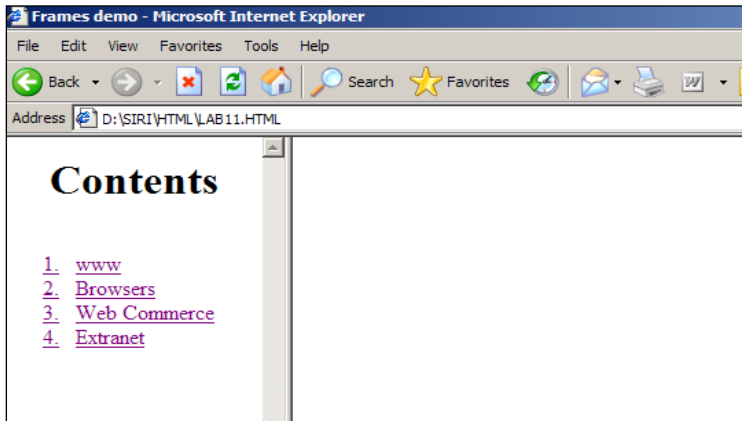 Frames demo - Microsoft Internet Explorer
File Edit View Favorites Tools Help
Back Search Favorites W
Address D:\SIRI\HTML\LAB11.HTML
Contents
1. www
2. Browsers
3. Web Commerce
4. Extranet